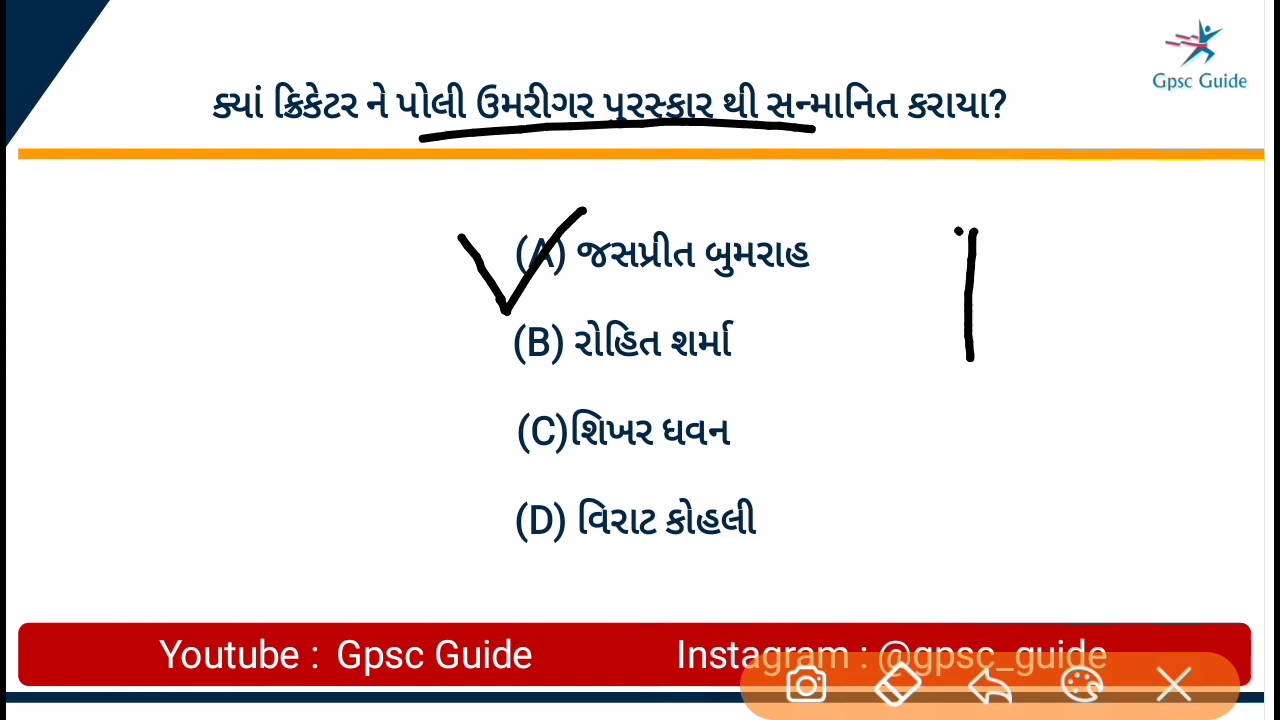 Gpsc Guide
ક્યાં ક્રિકેટર ને પોલી ઉમરીગર પુરસ્કાર થી સન્માનિત કરાયા?
(A) જસપ્રીત બુમરાહ
(B) રોહિત શર્મા
(C)શિખર ધવન
(D) વિરાટ કોહલી
Youtube : Gpsc Guide Instagram : @gpsc_guide